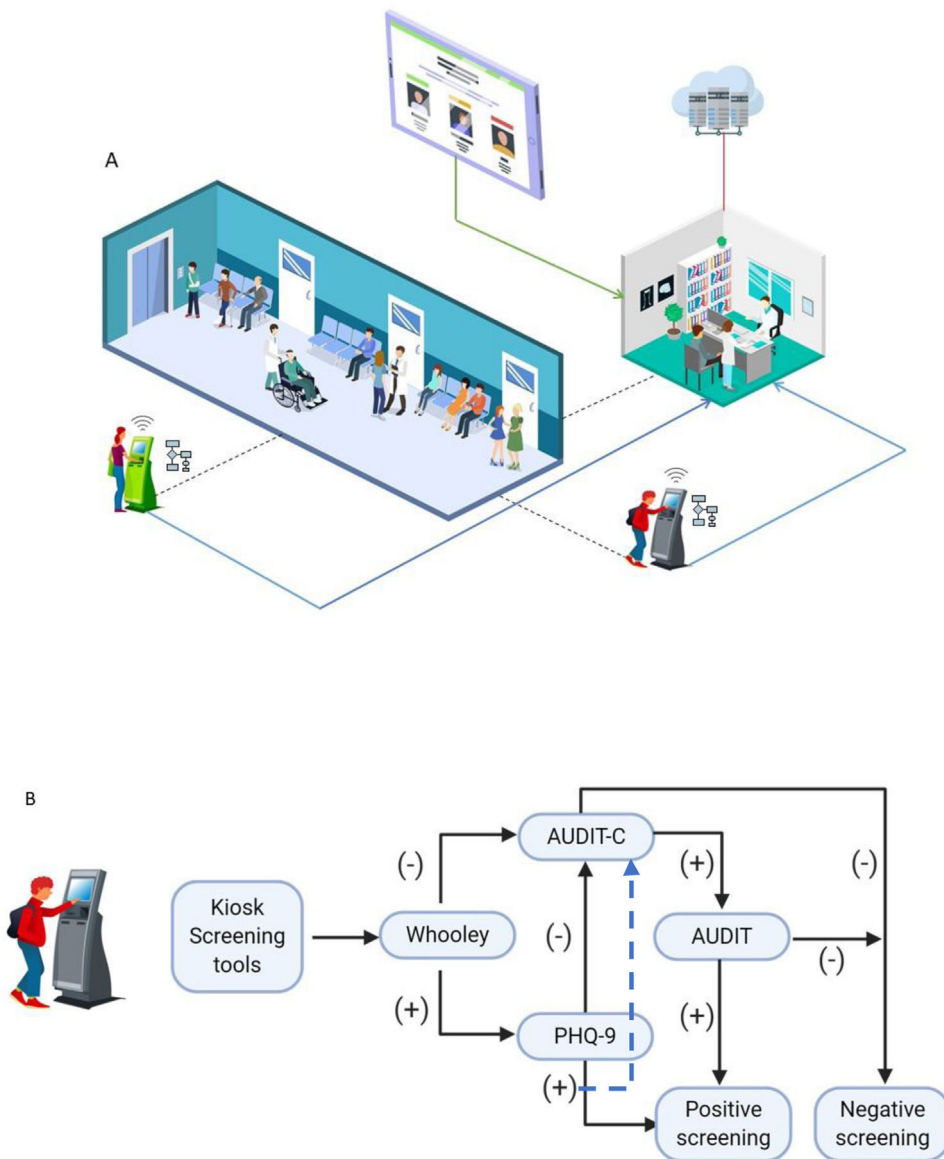 A
B
AUDIT-C
(-)
(+)
(-)
Kiosk
Screening
tools
Whooley
(-)
AUDIT
(-)
(+)
PHQ-9
(+)
(+)
Positive
screening
Negative
screening